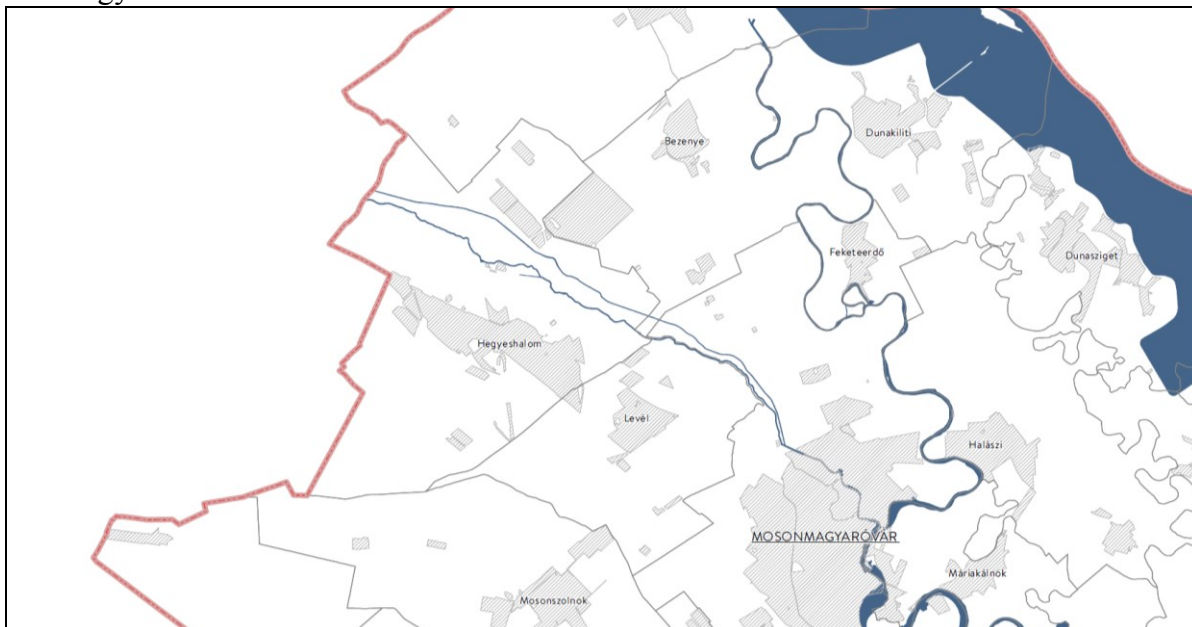 Dunakiliti
Bezenye
Feketeerdő
Dunasziget
Hegyeshalom
Levél
Halászi
MOSONMAGYARÓVÁR
Máriakálnok
Mosonszolnok